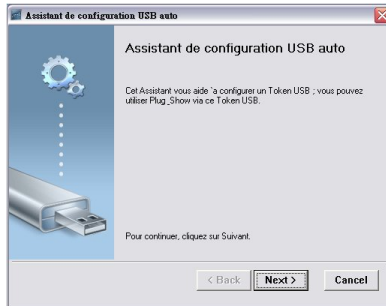 Assistant de configuration USB auto
Assistant de configuration USB auto
Cet Assistant vous aide `a configurer un Token USB ; vous pouvez
utiliser Plug_Show via ce Token USB.
Pour continuer, cliquez sur Suivant.
< Back
Next >
Cancel